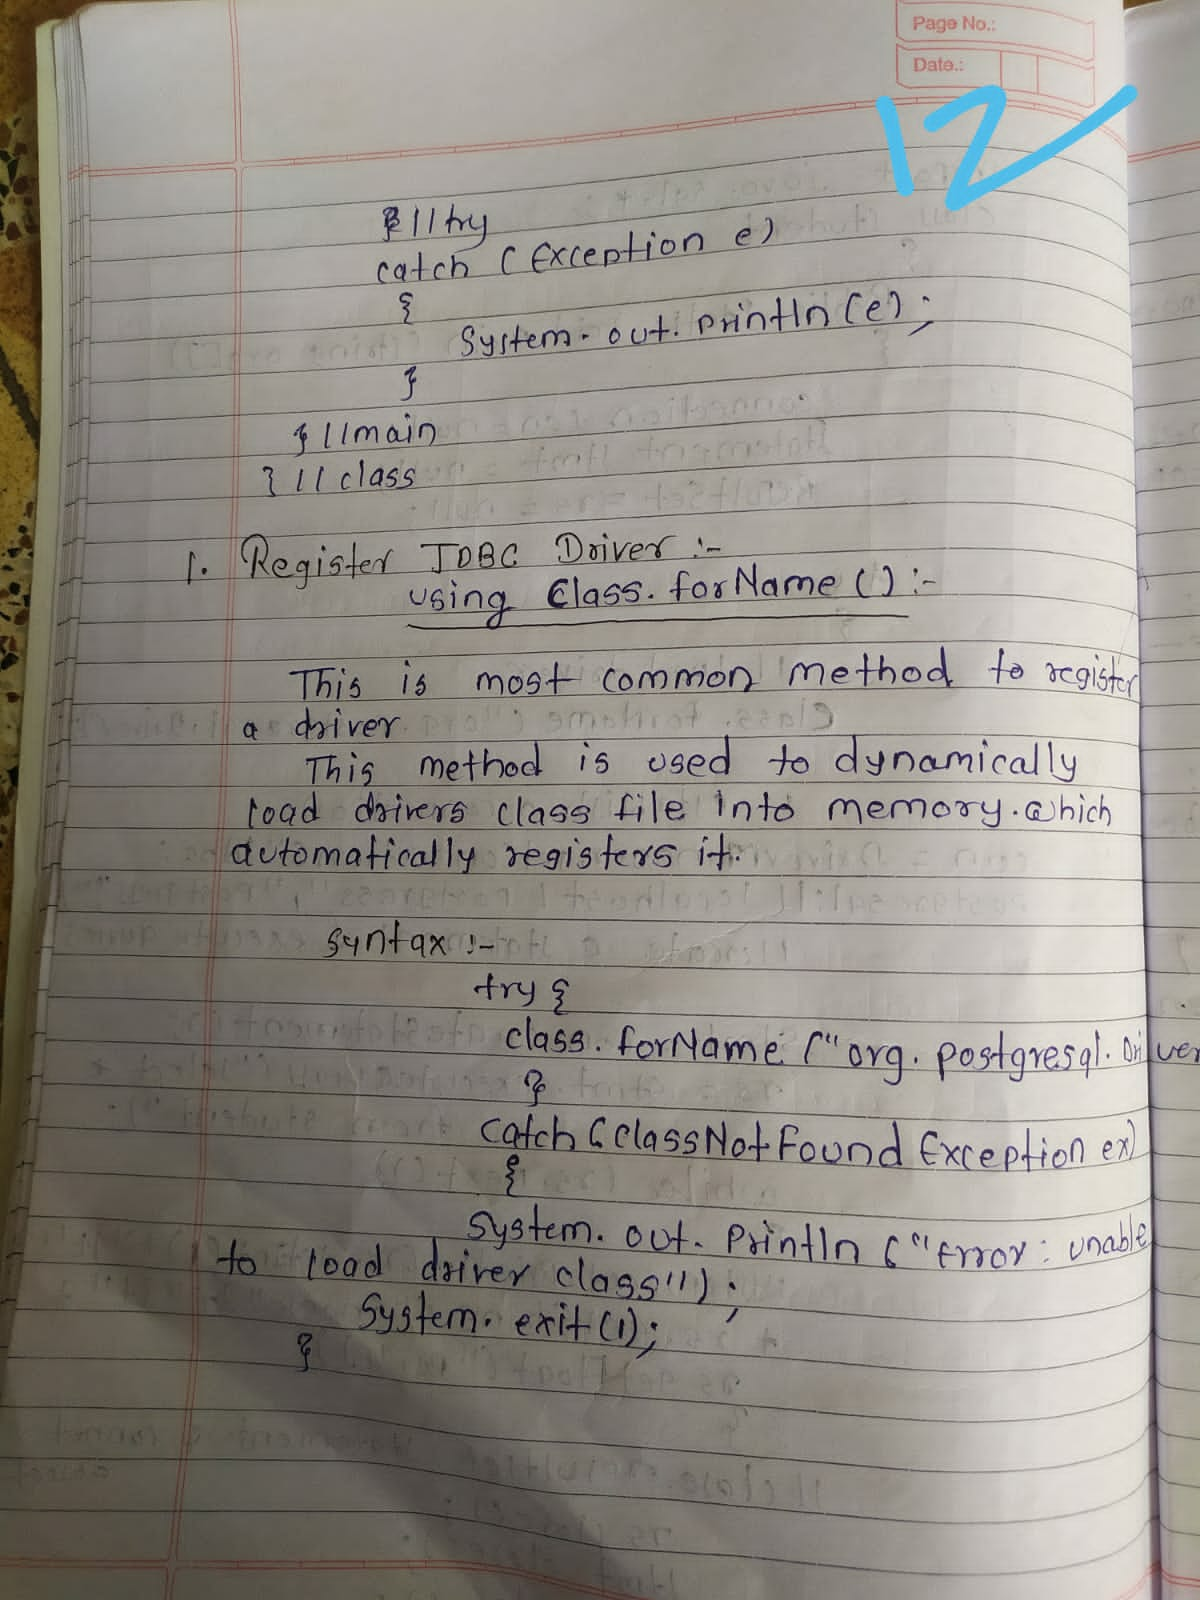 Page No.:
Date.:
12
} // try
catch (Exception e)
{
System.out.println(e);
}
} // main
} // class
1. Register JDBC Driver :-
using Class.forName() :-
This is most common method to register
a driver.
This method is used to dynamically
load drivers class file into memory. which
automatically registers it.
syntax :-
try {
class.forName ("org.postgresql.Driver
}
catch (ClassNotFoundException ex)
{
System.out.println ("Error: unable
to load driver class");
System.exit(1);
}